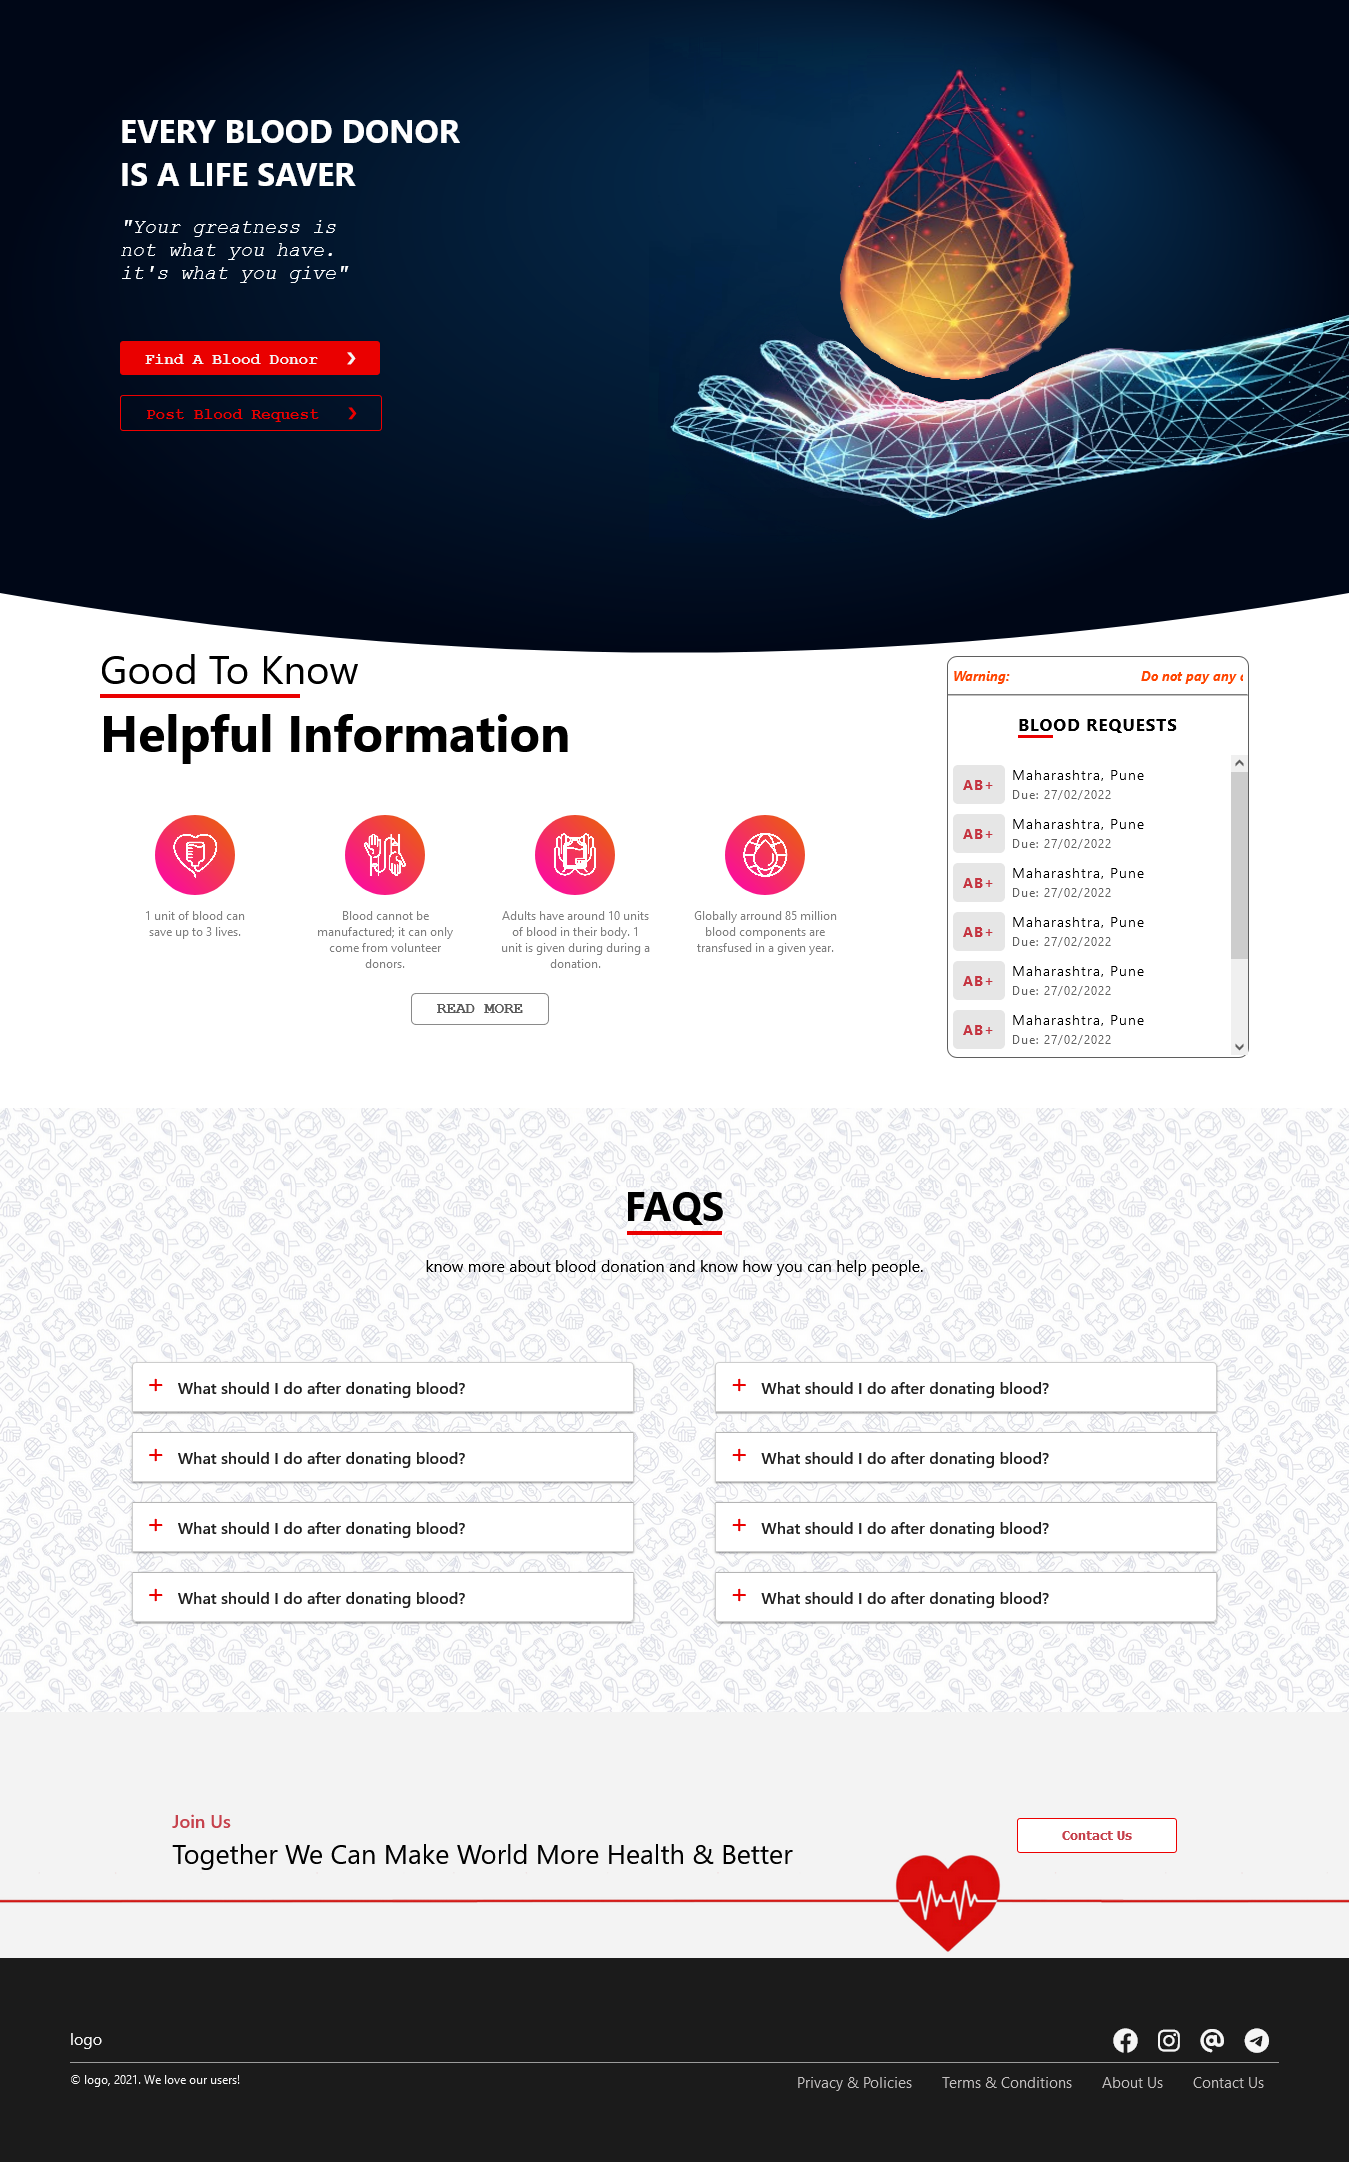 EVERY BLOOD DONOR
IS A LIFE SAVER
"Your greatness is
not what you have.
it's what you give"
Find A Blood Donor
Post Blood Request
Good To Know
Helpful Information
1 unit of blood can
save up to 3 lives.
Blood cannot be
manufactured; it can only
come from volunteer
donors.
Adults have around 10 units
of blood in their body. 1
unit is given during during a
donation.
Globally arround 85 million
blood components are
transfused in a given year.
READ MORE
Warning: Do not pay any
BLOOD REQUESTS
AB+ Maharashtra, Pune
Due: 27/02/2022
AB+ Maharashtra, Pune
Due: 27/02/2022
AB+ Maharashtra, Pune
Due: 27/02/2022
AB+ Maharashtra, Pune
Due: 27/02/2022
AB+ Maharashtra, Pune
Due: 27/02/2022
AB+ Maharashtra, Pune
Due: 27/02/2022
FAQS
know more about blood donation and know how you can help people.
+ What should I do after donating blood?
+ What should I do after donating blood?
+ What should I do after donating blood?
+ What should I do after donating blood?
+ What should I do after donating blood?
+ What should I do after donating blood?
+ What should I do after donating blood?
+ What should I do after donating blood?
Join Us
Together We Can Make World More Health & Better
Contact Us
logo
© logo, 2021. We love our users!
Privacy & Policies Terms & Conditions About Us Contact Us